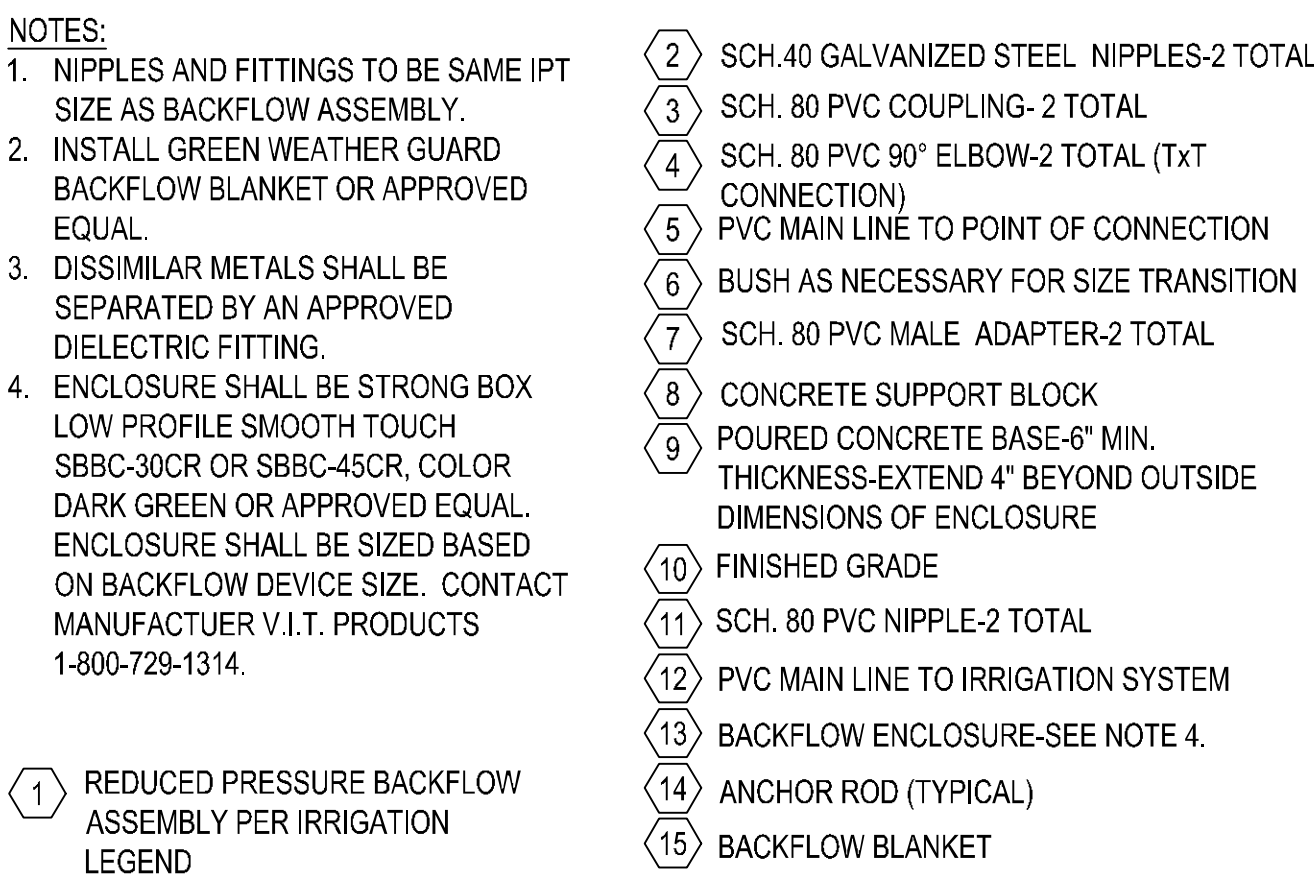 NOTES:
1. NIPPLES AND FITTINGS TO BE SAME IPT
SIZE AS BACKFLOW ASSEMBLY.
2. INSTALL GREEN WEATHER GUARD
BACKFLOW BLANKET OR APPROVED
EQUAL.
3. DISSIMILAR METALS SHALL BE
SEPARATED BY AN APPROVED
DIELECTRIC FITTING.
4. ENCLOSURE SHALL BE STRONG BOX
LOW PROFILE SMOOTH TOUCH
SBBC-30CR OR SBBC-45CR, COLOR
DARK GREEN OR APPROVED EQUAL.
ENCLOSURE SHALL BE SIZED BASED
ON BACKFLOW DEVICE SIZE. CONTACT
MANUFACTUER V.I.T. PRODUCTS
1-800-729-1314.
1 REDUCED PRESSURE BACKFLOW
ASSEMBLY PER IRRIGATION
LEGEND
2 SCH.40 GALVANIZED STEEL NIPPLES-2 TOTAL
3 SCH. 80 PVC COUPLING- 2 TOTAL
4 SCH. 80 PVC 90° ELBOW-2 TOTAL (TxT
CONNECTION)
5 PVC MAIN LINE TO POINT OF CONNECTION
6 BUSH AS NECESSARY FOR SIZE TRANSITION
7 SCH. 80 PVC MALE ADAPTER-2 TOTAL
8 CONCRETE SUPPORT BLOCK
9 POURED CONCRETE BASE-6" MIN.
THICKNESS-EXTEND 4" BEYOND OUTSIDE
DIMENSIONS OF ENCLOSURE
10 FINISHED GRADE
11 SCH. 80 PVC NIPPLE-2 TOTAL
12 PVC MAIN LINE TO IRRIGATION SYSTEM
13 BACKFLOW ENCLOSURE-SEE NOTE 4.
14 ANCHOR ROD (TYPICAL)
15 BACKFLOW BLANKET